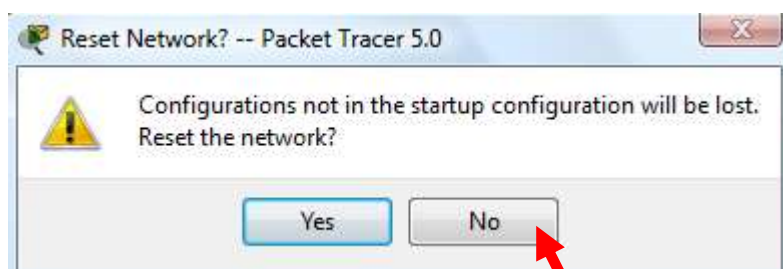 Reset Network? -- Packet Tracer 5.0
Configurations not in the startup configuration will be lost.
Reset the network?
Yes No